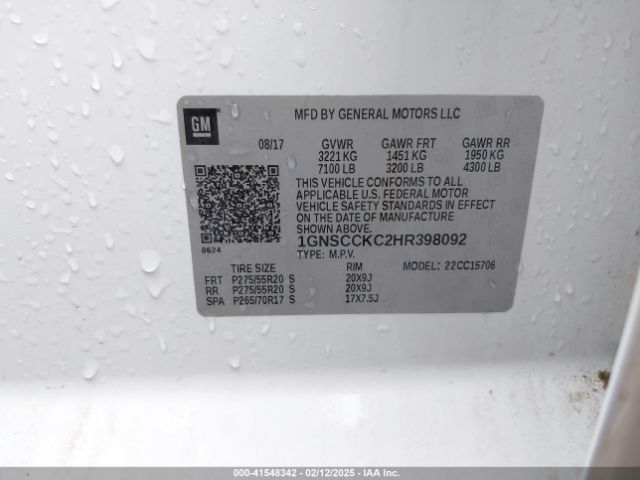 GM
MFD BY GENERAL MOTORS LLC
08/17 GVWR GAWR FRT GAWR RR
3221 KG 1451 KG 1950 KG
7100 LB 3200 LB 4300 LB
THIS VEHICLE CONFORMS TO ALL
APPLICABLE U.S. FEDERAL MOTOR
VEHICLE SAFETY STANDARDS IN EFFECT
ON THE DATE OF MANUFACTURE SHOWN ABOVE.
1GNSCCKC2HR398092
8624
TYPE: M.P.V.
TIRE SIZE RIM MODEL: 22CC15706
FRT P275/55R20 S 20X9J
RR P275/55R20 S 20X9J
SPA P265/70R17 S 17X7.5J
000-41548342 - 02/12/2025 - IAA, Inc.